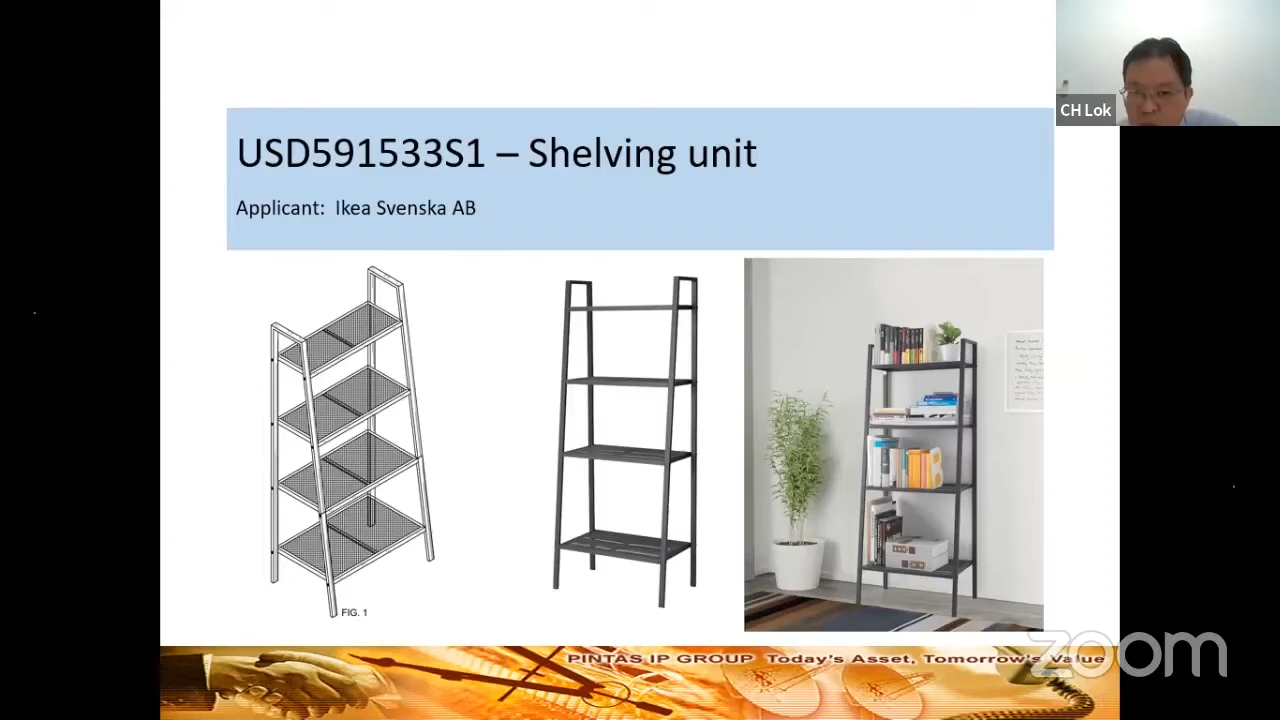 USD591533S1 – Shelving unit
Applicant: Ikea Svenska AB
CH Lok
FIG. 1
PINTAS IP GROUP Today's Asset, Tomorrow's Value
zoom